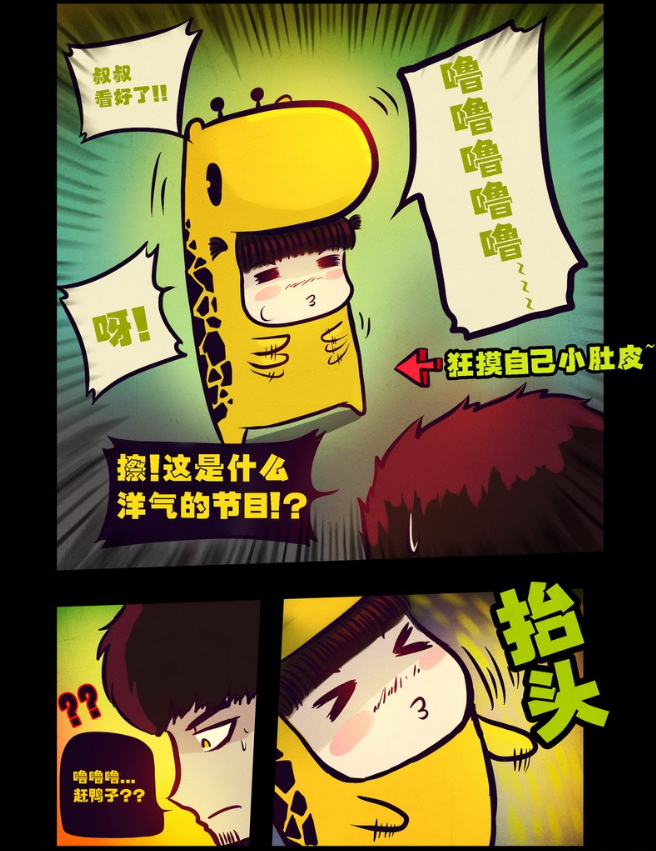 叔叔
看好了!!
噜
噜
噜
噜
噜~~~
呀!
狂摸自己小肚皮~
擦!这是什么
洋气的节目!?
??
噜噜噜...
赶鸭子??
抬
头